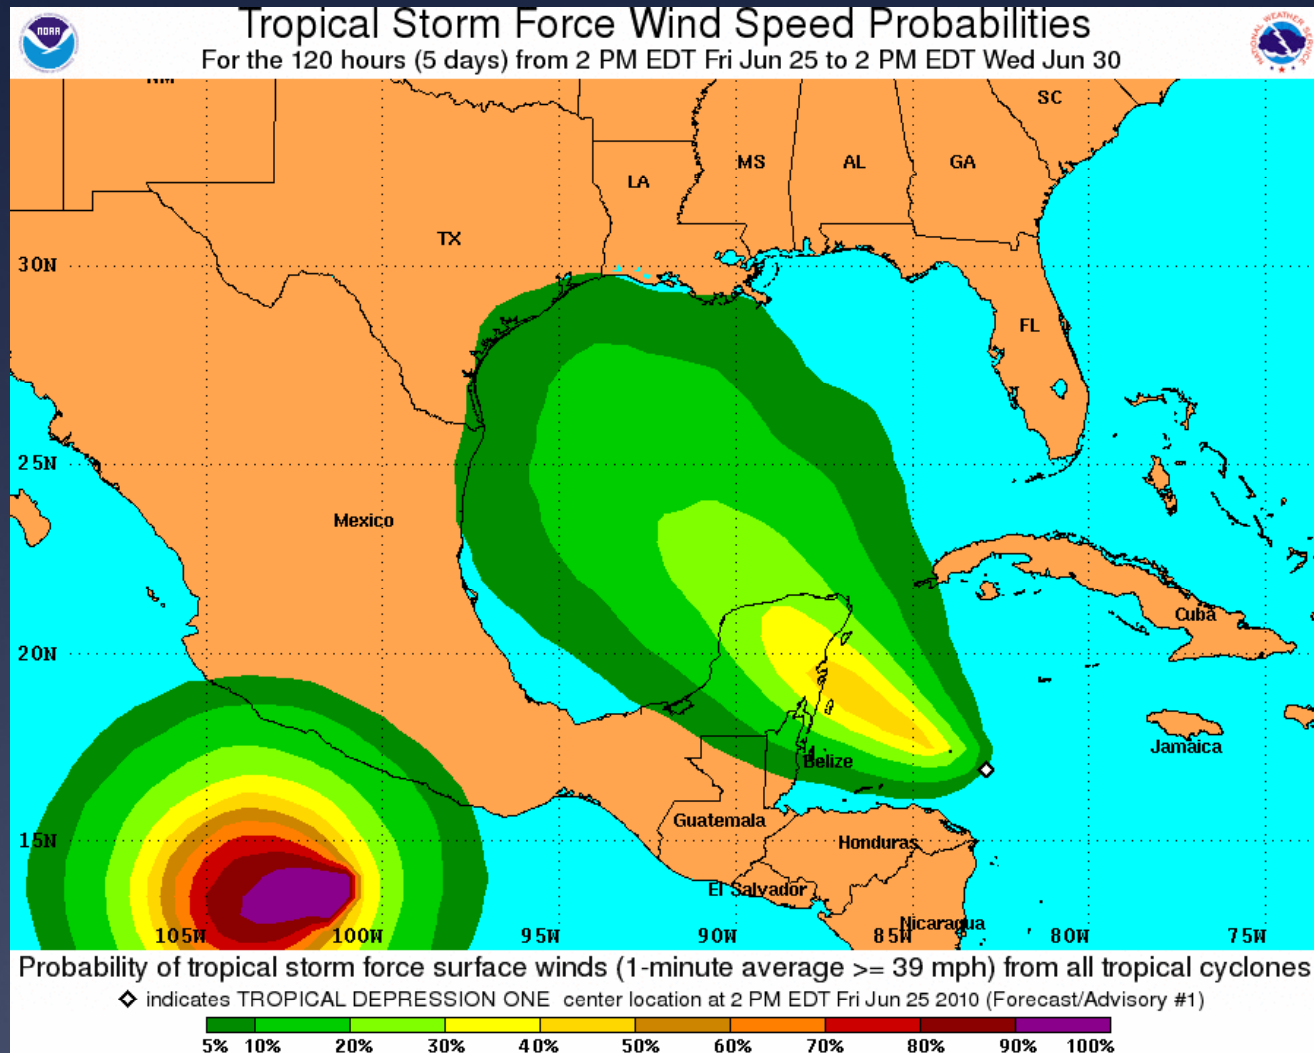 Tropical Storm Force Wind Speed Probabilities
For the 120 hours (5 days) from 2 PM EDT Fri Jun 25 to 2 PM EDT Wed Jun 30
NOAA
NATIONAL WEATHER SERVICE
NM
SC
MS
AL
GA
LA
TX
30N
FL
25N
Mexico
Cuba
20N
Jamaica
Belize
Guatemala
15N
Honduras
El Salvador
Nicaragua
105W 100W 95W 90W 85W 80W 75W
Probability of tropical storm force surface winds (1-minute average >= 39 mph) from all tropical cyclones
indicates TROPICAL DEPRESSION ONE center location at 2 PM EDT Fri Jun 25 2010 (Forecast/Advisory #1)
5% 10% 20% 30% 40% 50% 60% 70% 80% 90% 100%